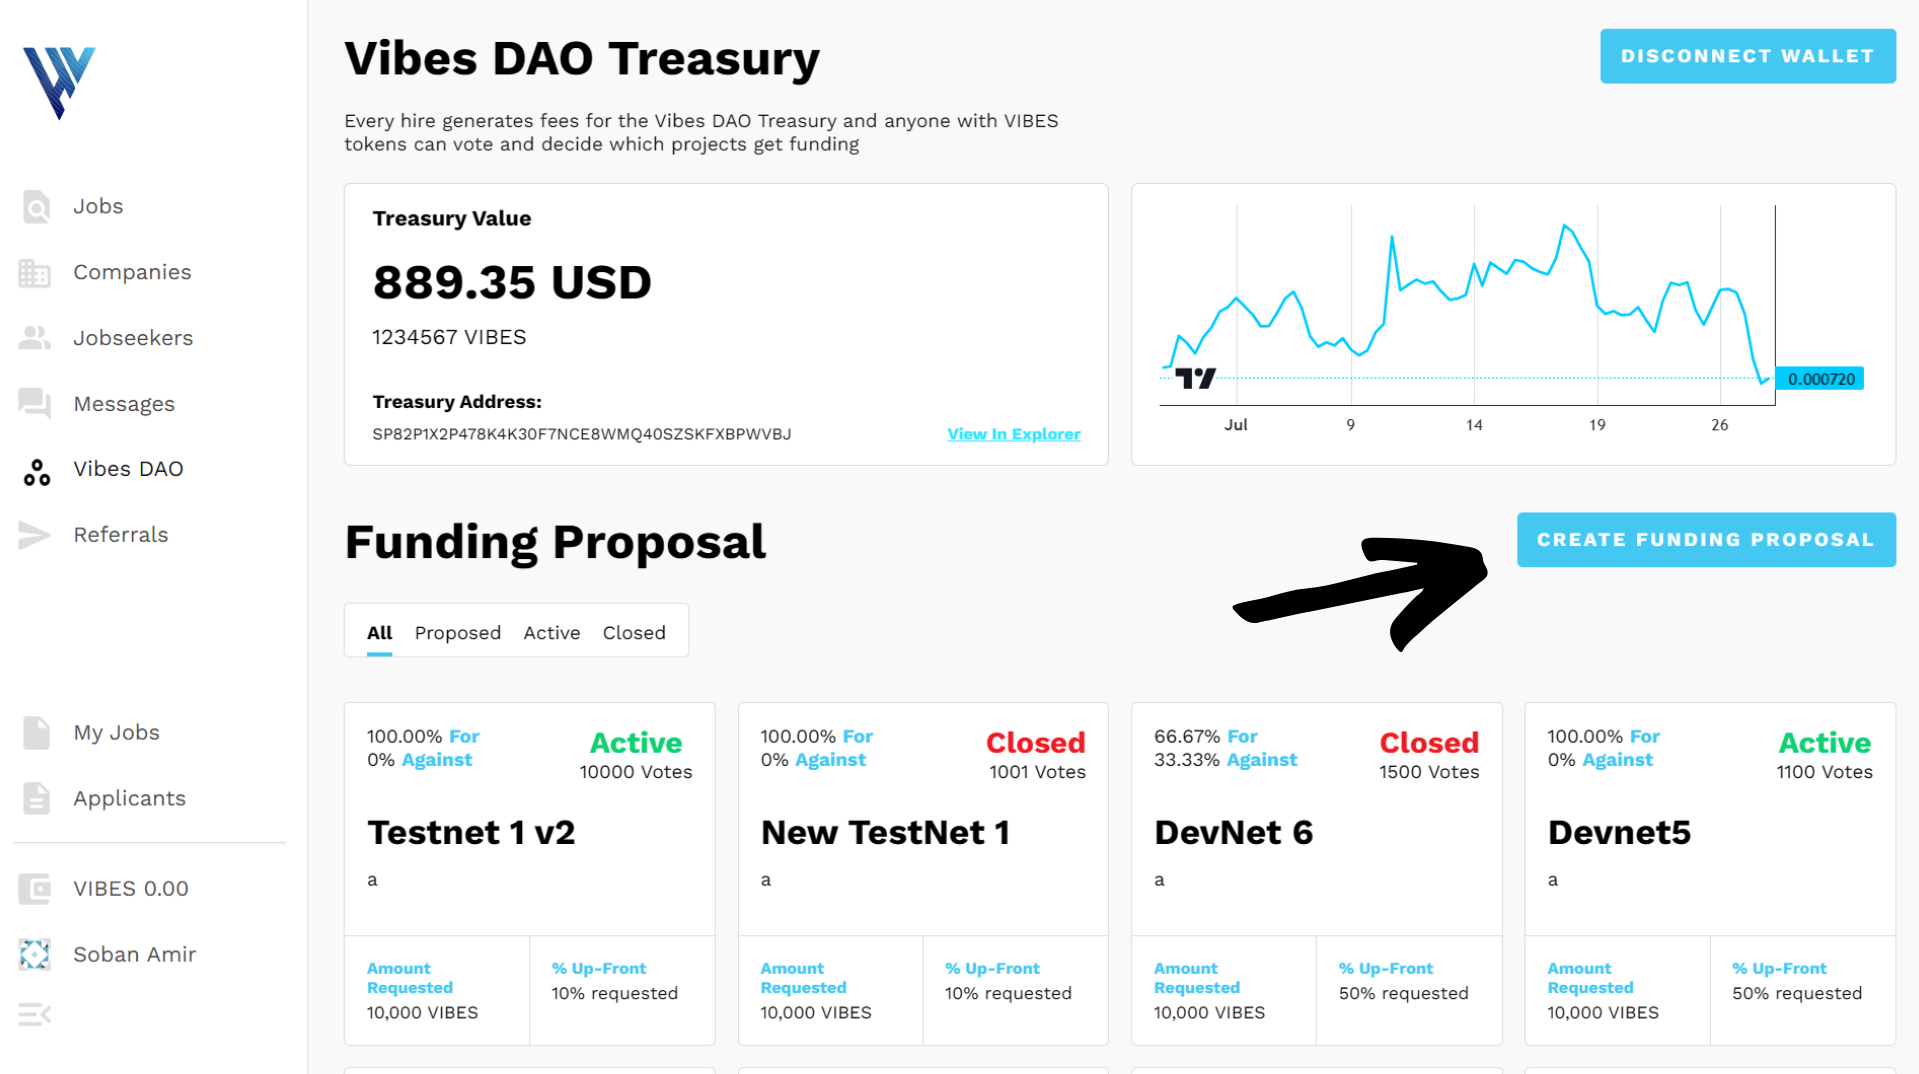 Vibes DAO Treasury
DISCONNECT WALLET
Every hire generates fees for the Vibes DAO Treasury and anyone with VIBES
tokens can vote and decide which projects get funding
Jobs
Companies
Jobseekers
Messages
Vibes DAO
Referrals
My Jobs
Applicants
VIBES 0.00
Soban Amir
Treasury Value
889.35 USD
1234567 VIBES
Treasury Address:
SP82P1X2P478K4K30F7NCE8WMQ40SZSKFXBPWVBJ
View In Explorer
0.000720
Jul 9 14 19 26
Funding Proposal
CREATE FUNDING PROPOSAL
All Proposed Active Closed
100.00% For
0% Against
Active
10000 Votes
Testnet 1 v2
a
Amount
Requested
10,000 VIBES
% Up-Front
10% requested
100.00% For
0% Against
Closed
1001 Votes
New TestNet 1
a
Amount
Requested
10,000 VIBES
% Up-Front
10% requested
66.67% For
33.33% Against
Closed
1500 Votes
DevNet 6
a
Amount
Requested
10,000 VIBES
% Up-Front
50% requested
100.00% For
0% Against
Active
1100 Votes
Devnet5
a
Amount
Requested
10,000 VIBES
% Up-Front
50% requested